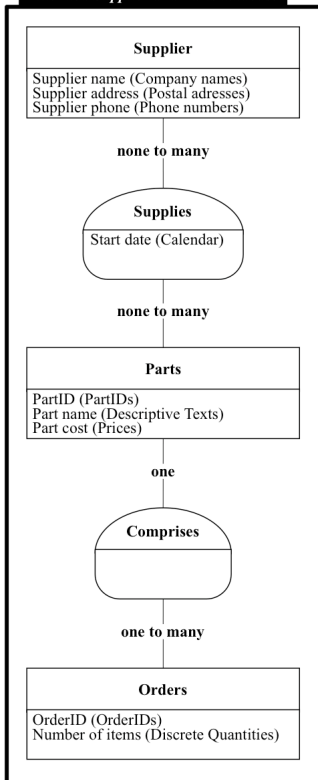 Supplier
Supplier name (Company names)
Supplier address (Postal adresses)
Supplier phone (Phone numbers)
none to many
Supplies
Start date (Calendar)
none to many
Parts
PartID (PartIDs)
Part name (Descriptive Texts)
Part cost (Prices)
one
Comprises
one to many
Orders
OrderID (OrderIDs)
Number of items (Discrete Quantities)